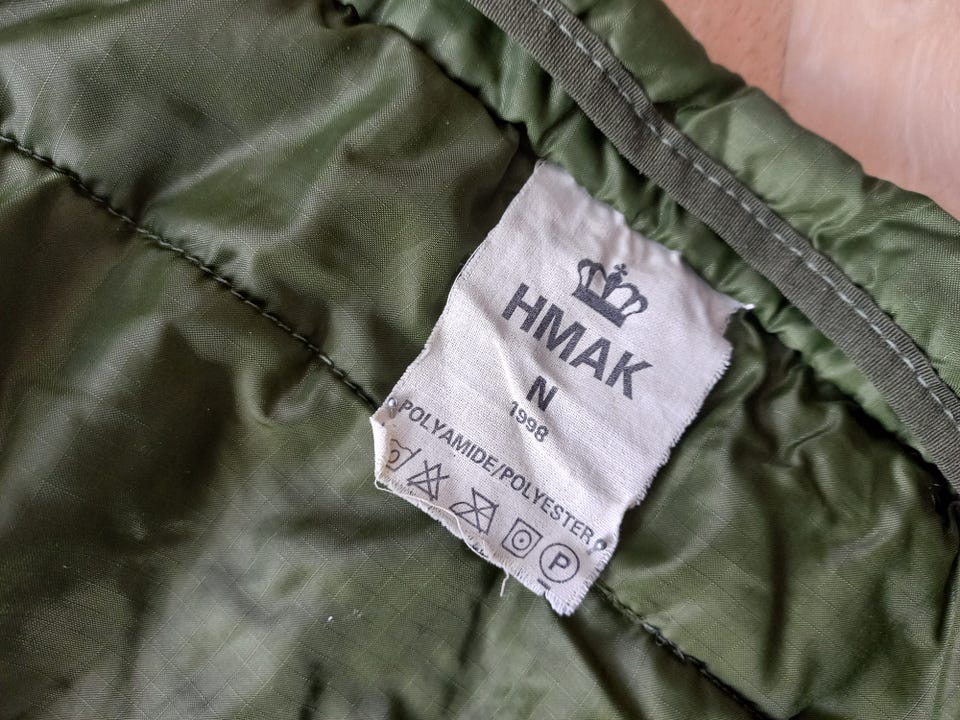 HMAK
N
1998
POLYAMIDE/POLYESTER
P